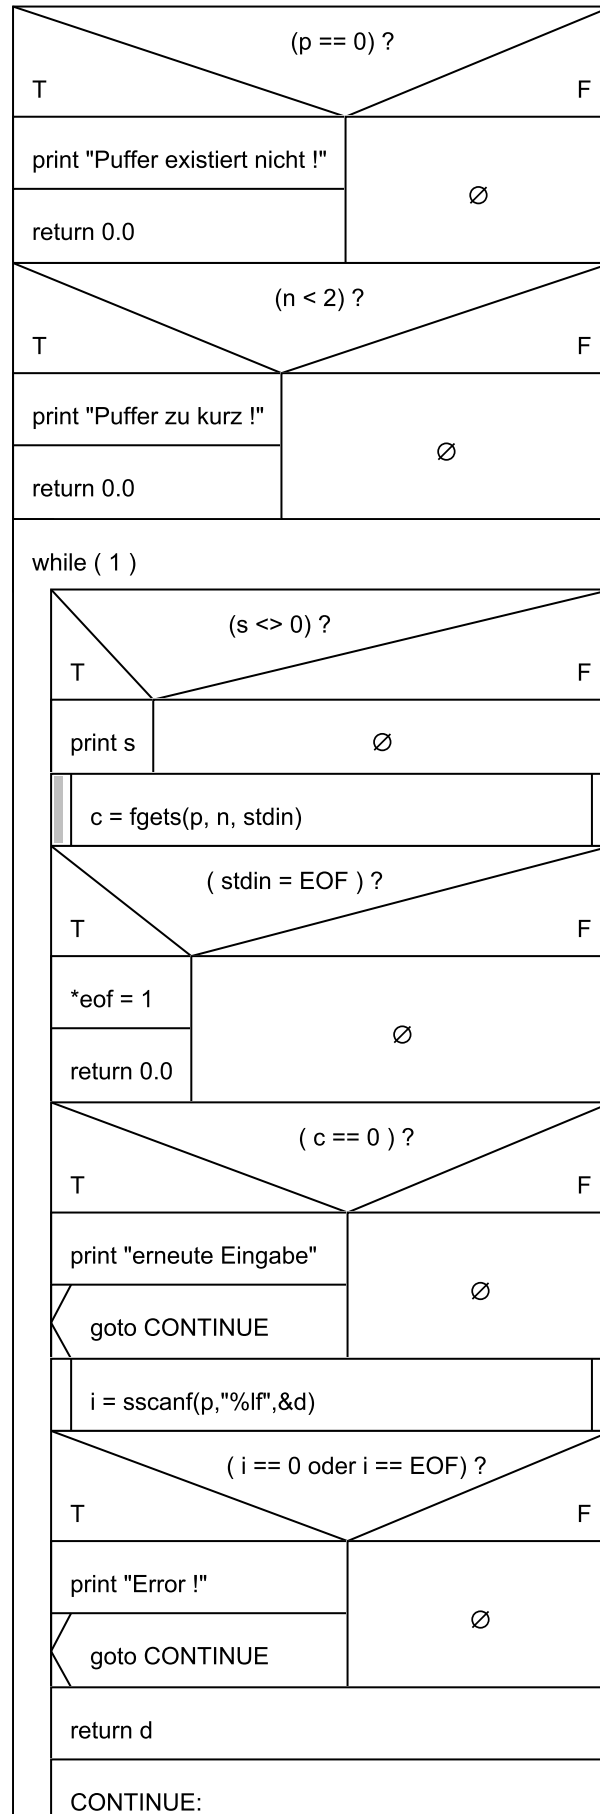 (p == 0) ?
T F
print "Puffer existiert nicht !"
∅
return 0.0
(n < 2) ?
T F
print "Puffer zu kurz !"
∅
return 0.0
while ( 1 )
(s <> 0) ?
T F
print s ∅
c = fgets(p, n, stdin)
( stdin = EOF ) ?
T F
*eof = 1
∅
return 0.0
( c == 0 ) ?
T F
print "erneute Eingabe"
∅
goto CONTINUE
i = sscanf(p,"%lf",&d)
( i == 0 oder i == EOF) ?
T F
print "Error !"
∅
goto CONTINUE
return d
CONTINUE: